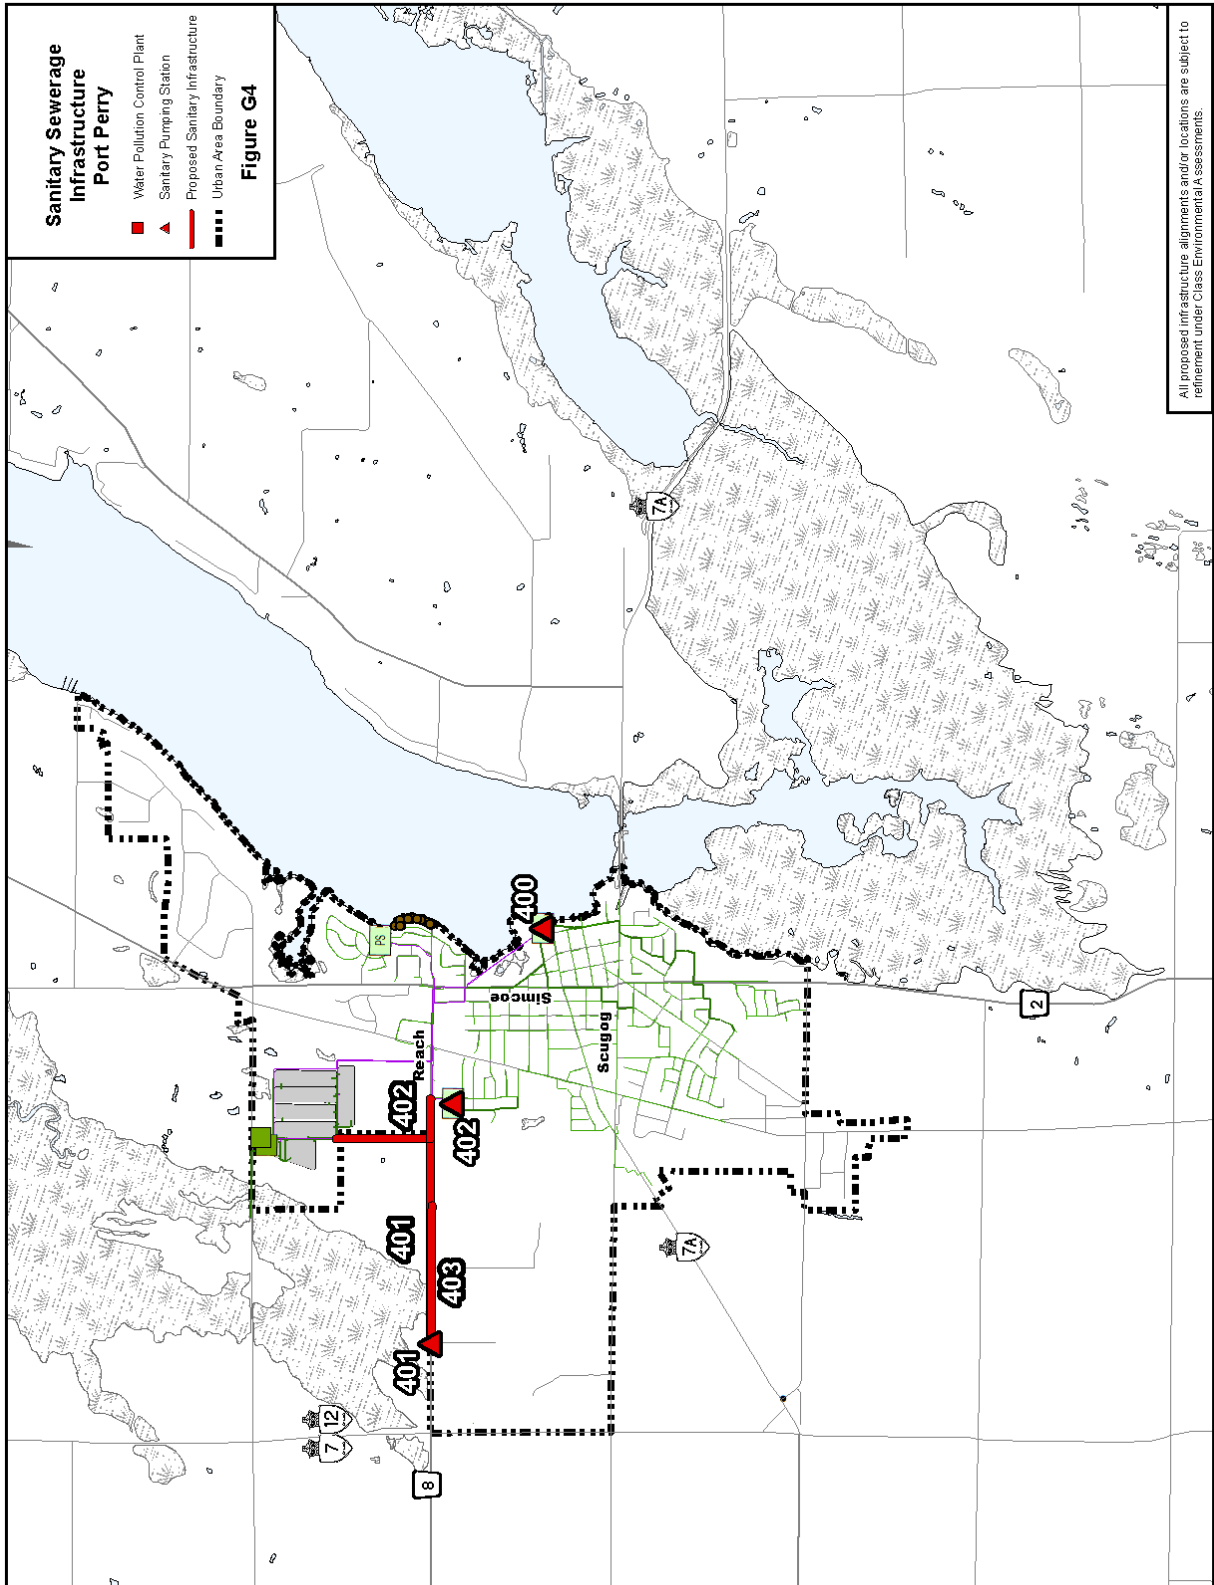 Sanitary Sewerage
Infrastructure
Port Perry
Water Pollution Control Plant
Sanitary Pumping Station
Proposed Sanitary Infrastructure
Urban Area Boundary
Figure G4
All proposed infrastructure alignments and/or locations are subject to
refinement under Class Environmental Assessments.
7A
400
PS
Simcoe
Scugog
Reach
2
402
402
401
403
401
7A
7
12
8